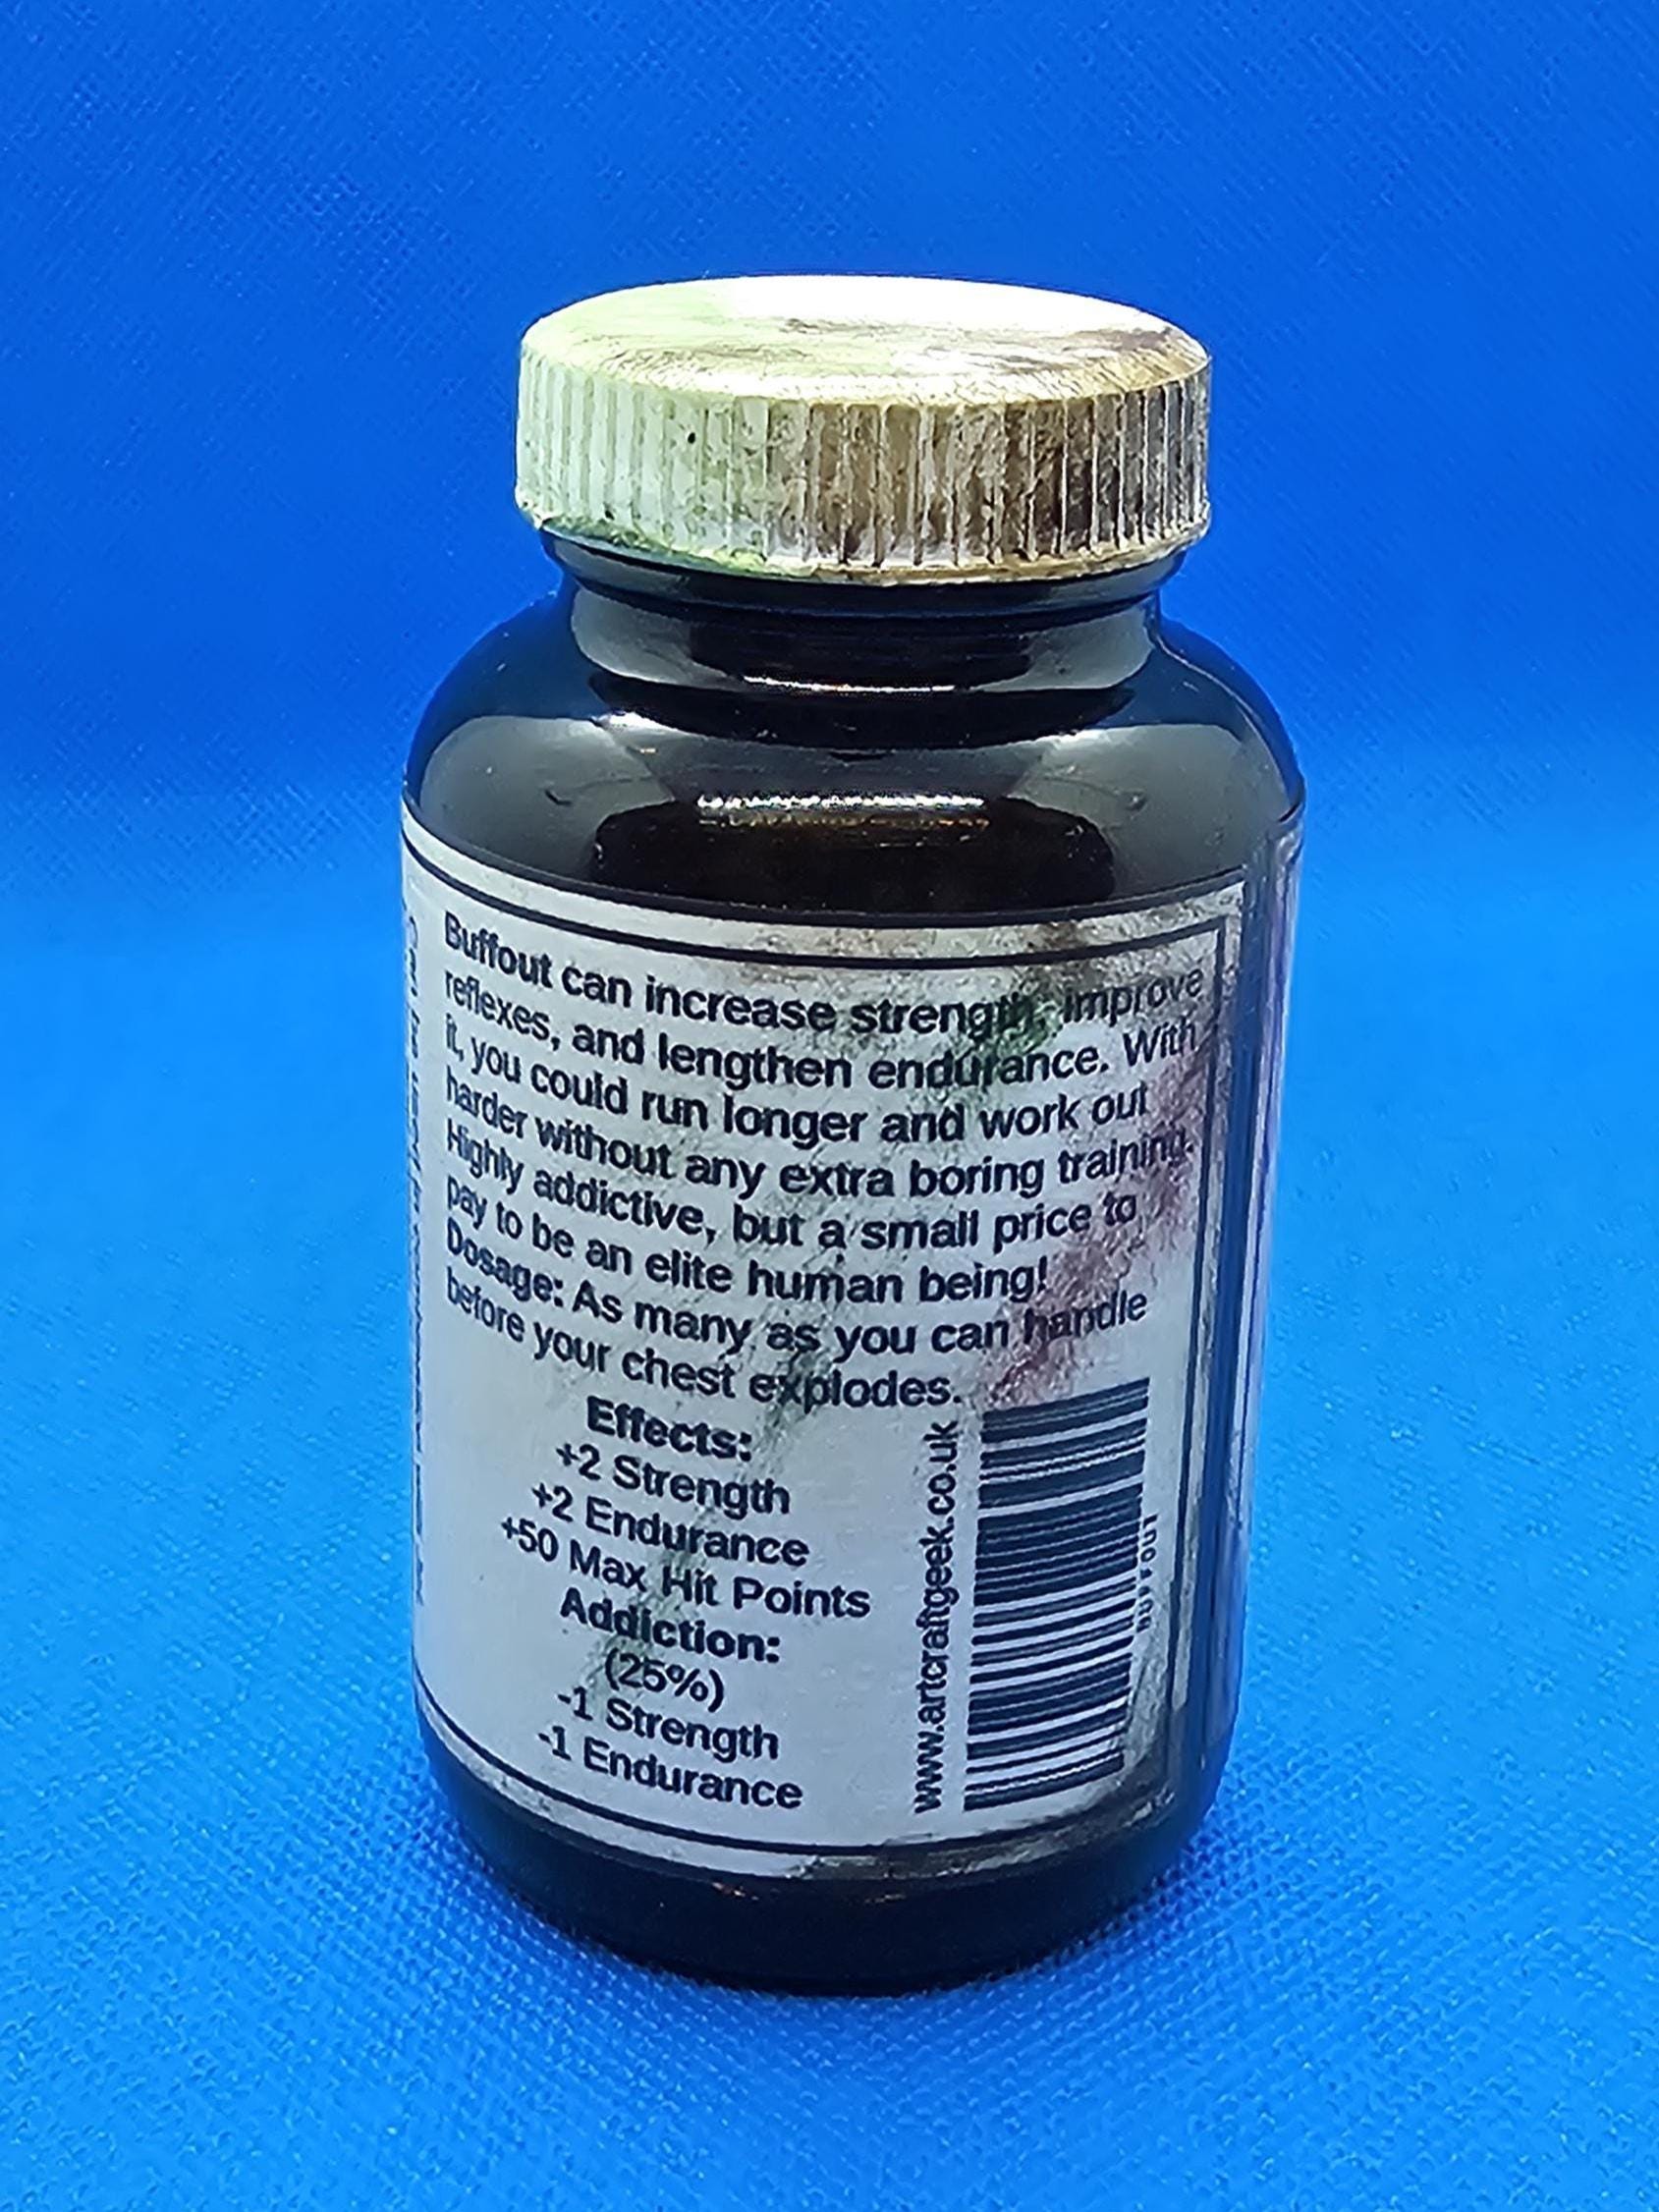 Buffout can increase strength, improve
reflexes, and lengthen endurance. With
it, you could run longer and work out
harder without any extra boring training.
Highly addictive, but a small price to
pay to be an elite human being!
Dosage: As many as you can handle
before your chest explodes.
Effects:
+2 Strength
+2 Endurance
+50 Max Hit Points
Addiction:
(25%)
-1 Strength
-1 Endurance
www.artcraftgeek.co.uk
BUFFOUT